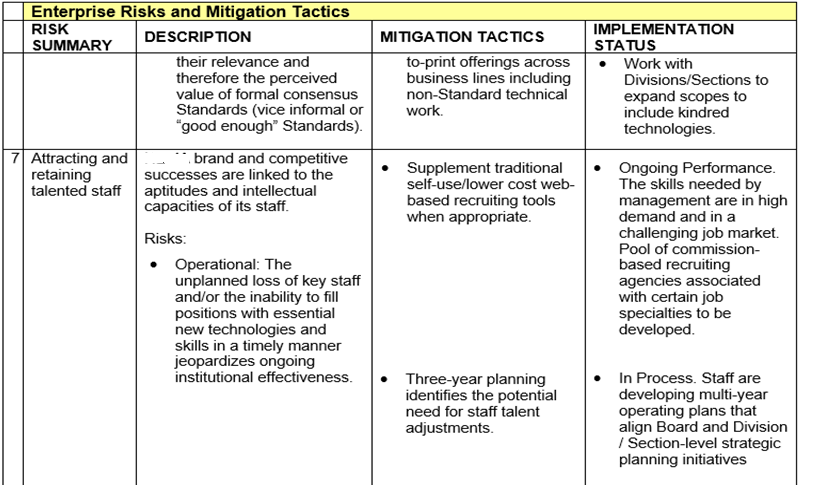 Enterprise Risks and Mitigation Tactics
RISK
SUMMARY
DESCRIPTION
MITIGATION TACTICS
IMPLEMENTATION
STATUS
their relevance and
therefore the perceived
value of formal consensus
Standards (vice informal or
“good enough” Standards).
to-print offerings across
business lines including
non-Standard technical
work.
• Work with
Divisions/Sections to
expand scopes to
include kindred
technologies.
7
Attracting and
retaining
talented staff
brand and competitive
successes are linked to the
aptitudes and intellectual
capacities of its staff.
Risks:
• Operational: The
unplanned loss of key staff
and/or the inability to fill
positions with essential
new technologies and
skills in a timely manner
jeopardizes ongoing
institutional effectiveness.
• Supplement traditional
self-use/lower cost web-
based recruiting tools
when appropriate.
• Three-year planning
identifies the potential
need for staff talent
adjustments.
• Ongoing Performance.
The skills needed by
management are in high
demand and in a
challenging job market.
Pool of commission-
based recruiting
agencies associated
with certain job
specialties to be
developed.
• In Process. Staff are
developing multi-year
operating plans that
align Board and Division
/ Section-level strategic
planning initiatives